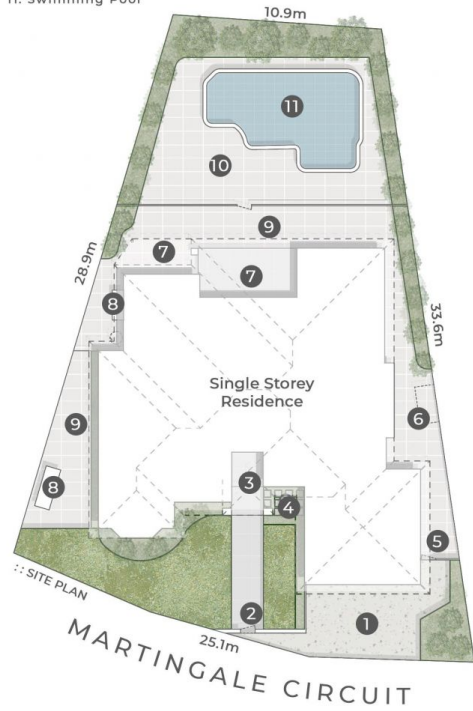 11. Swimming Pool
10.9m
11
10
9
7
7
28.9m
8
33.6m
Single Storey
Residence
6
9
3
8
4
5
:: SITE PLAN
2
1
25.1m
MARTINGALE CIRCUIT